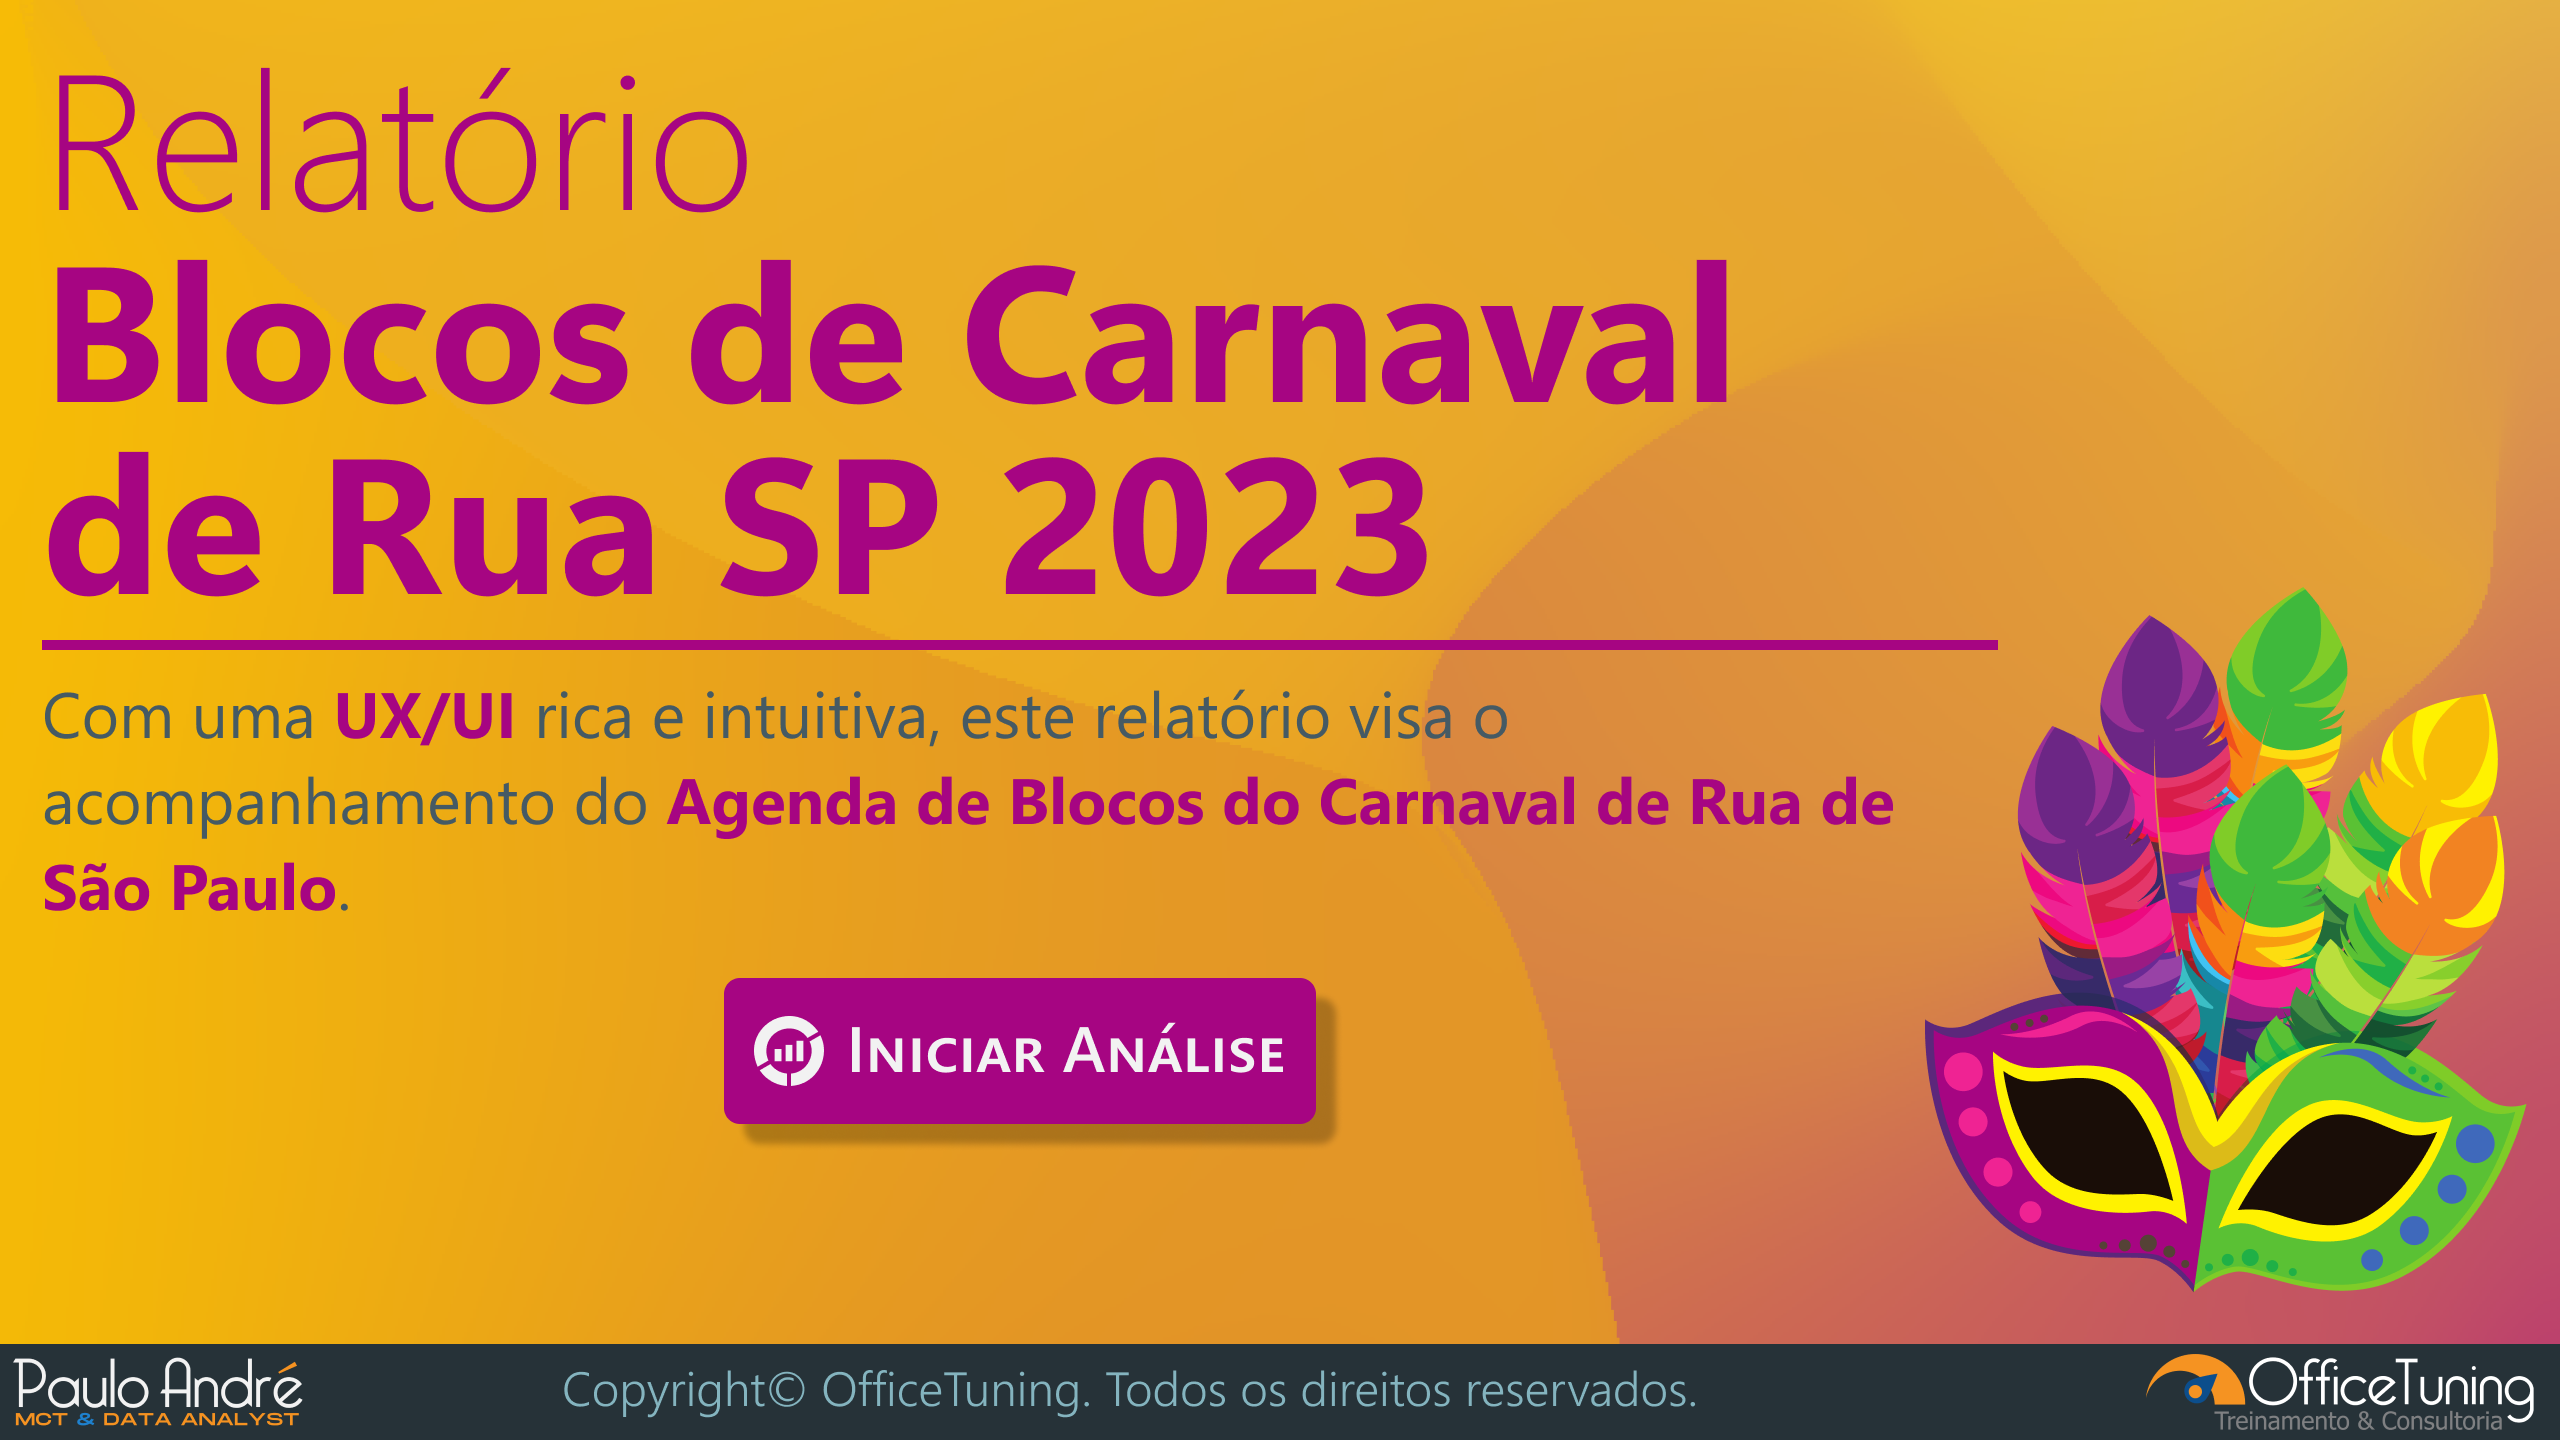 Relatório
Blocos de Carnaval
de Rua SP 2023
Com uma UX/UI rica e intuitiva, este relatório visa o
acompanhamento do Agenda de Blocos do Carnaval de Rua de
São Paulo.
Iniciar Análise
Paulo André
MCT & DATA ANALYST
Copyright© OfficeTuning. Todos os direitos reservados.
OfficeTuning
Treinamento & Consultoria